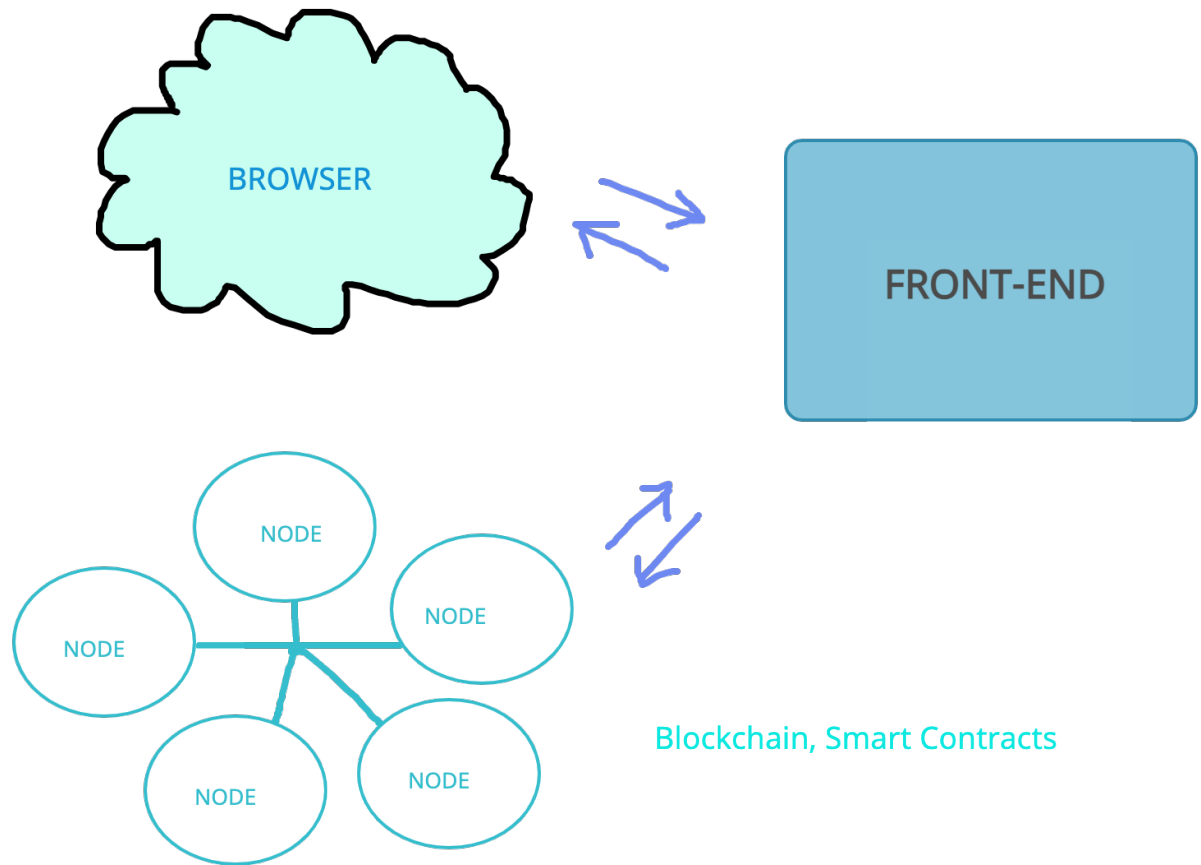 BROWSER
FRONT-END
NODE
NODE
NODE
NODE
NODE
Blockchain, Smart Contracts